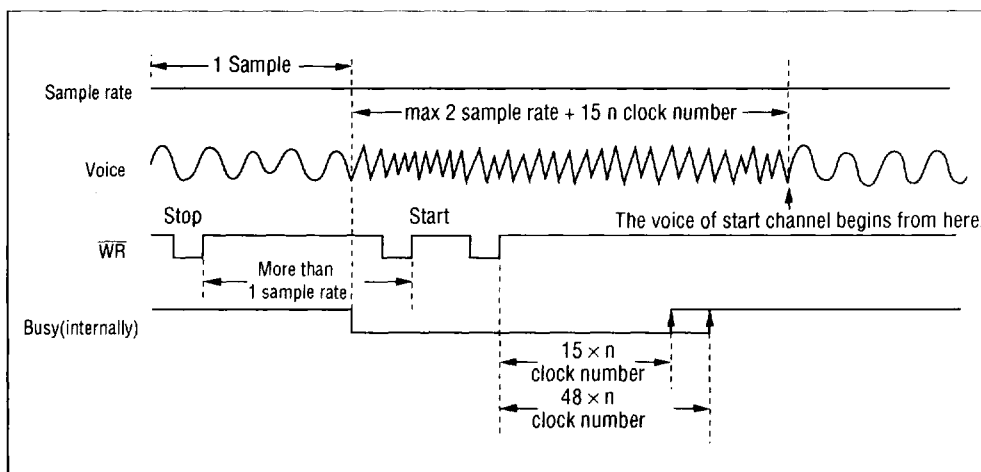 1 Sample
Sample rate
max 2 sample rate + 15 n clock number
Voice
Stop
Start
The voice of start channel begins from here.
WR
More than
1 sample rate
Busy(internally)
15 × n
clock number
48 × n
clock number